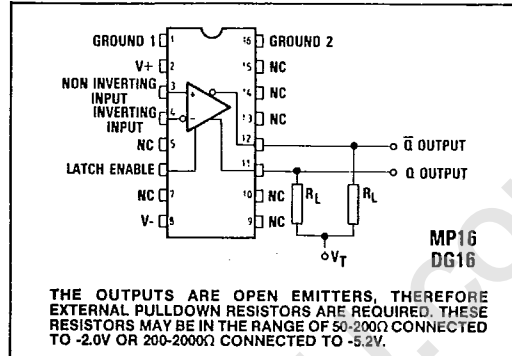 GROUND 1 1 16 GROUND 2
V+ 2 15 NC
NON INVERTING INPUT 3 + 14 NC
INVERTING INPUT 4 - 13 NC
NC 5 12 Q̅ OUTPUT
LATCH ENABLE 11 Q OUTPUT
NC 7 10 NC RL RL
V- 8 9 NC
VT
MP16
DG16
THE OUTPUTS ARE OPEN EMITTERS, THEREFORE
EXTERNAL PULLDOWN RESISTORS ARE REQUIRED. THESE
RESISTORS MAY BE IN THE RANGE OF 50-200Ω CONNECTED
TO -2.0V OR 200-2000Ω CONNECTED TO -5.2V.